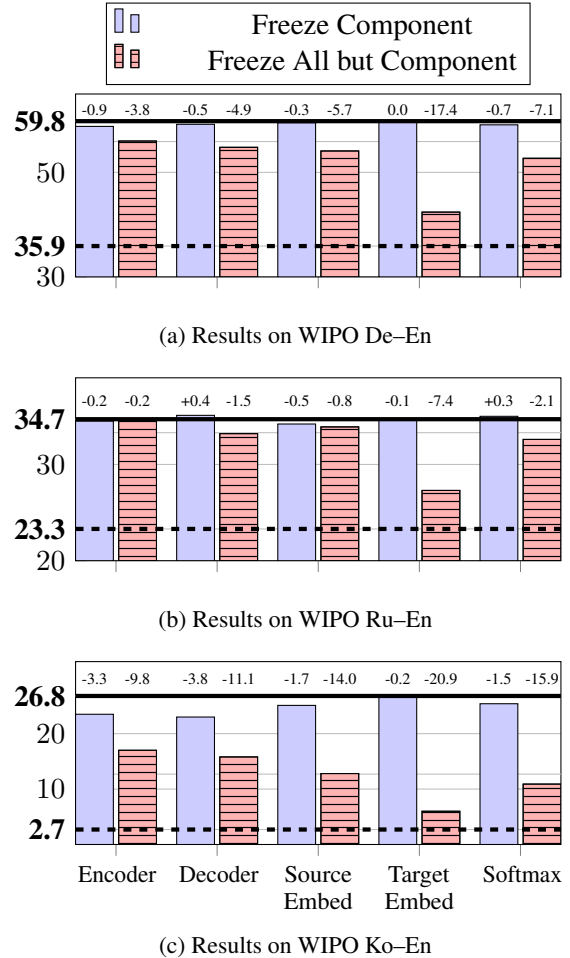 Freeze Component
Freeze All but Component
-0.9 -3.8 -0.5 -4.9 -0.3 -5.7 0.0 -17.4 -0.7 -7.1
59.8
50
35.9
30
(a) Results on WIPO De–En
-0.2 -0.2 +0.4 -1.5 -0.5 -0.8 -0.1 -7.4 +0.3 -2.1
34.7
30
23.3
20
(b) Results on WIPO Ru–En
-3.3 -9.8 -3.8 -11.1 -1.7 -14.0 -0.2 -20.9 -1.5 -15.9
26.8
20
10
2.7
Encoder Decoder Source Target Softmax
Embed Embed
(c) Results on WIPO Ko–En